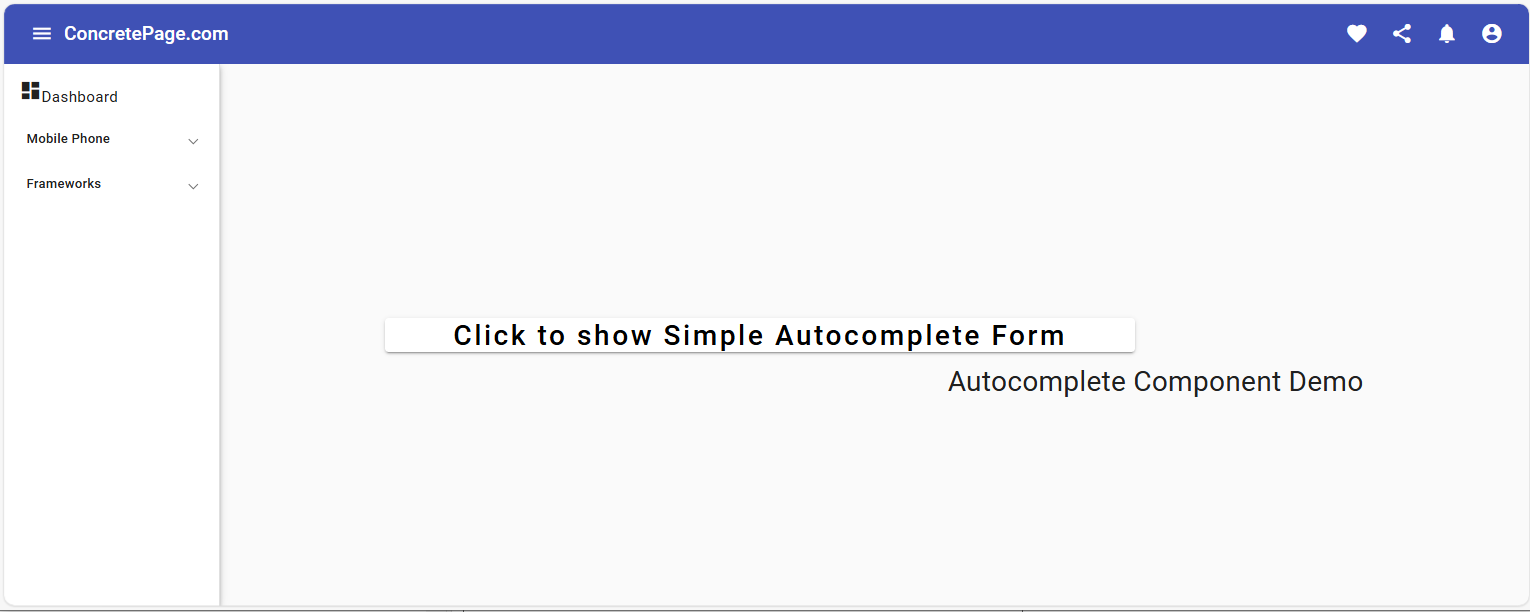 ConcretePage.com
Dashboard
Mobile Phone
Frameworks
Click to show Simple Autocomplete Form
Autocomplete Component Demo